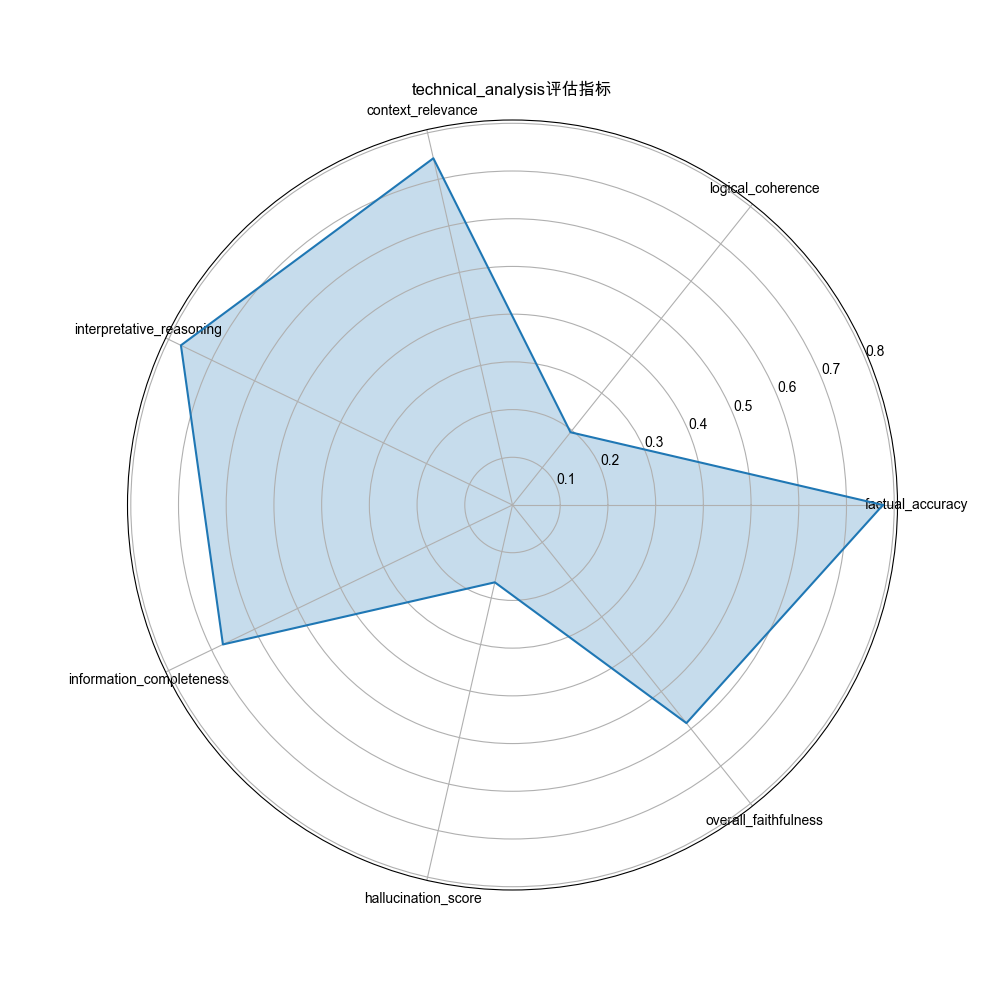 technical_analysis评估指标
context_relevance
logical_coherence
interpretative_reasoning
0.8
0.7
0.6
0.5
0.4
0.3
0.2
0.1
factual_accuracy
information_completeness
overall_faithfulness
hallucination_score